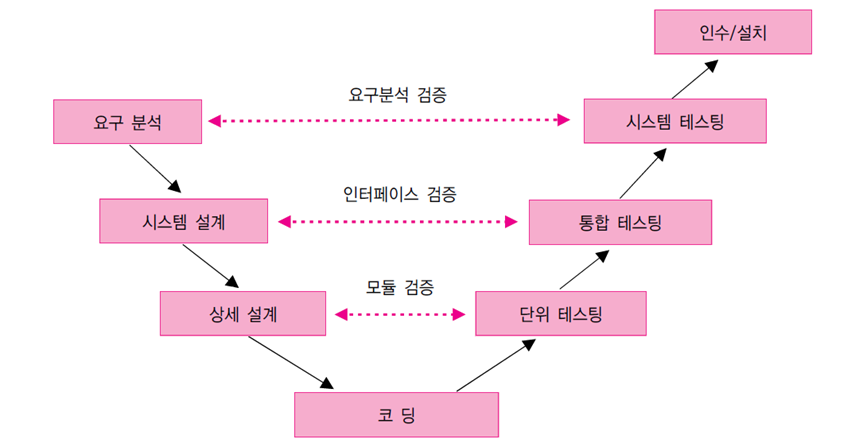 인수/설치
요구분석 검증
요구 분석
시스템 테스팅
인터페이스 검증
시스템 설계
통합 테스팅
모듈 검증
상세 설계
단위 테스팅
코 딩